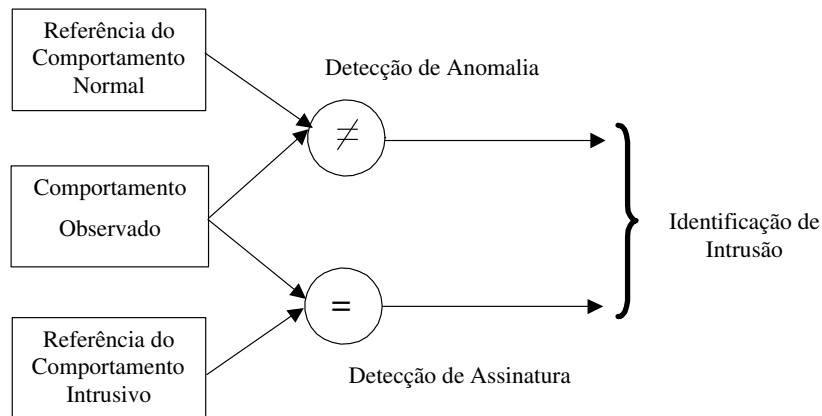 Referência do
Comportamento
Normal
Detecção de Anomalia
≠
Comportamento
Observado
Identificação de
Intrusão
=
Referência do
Comportamento
Intrusivo
Detecção de Assinatura